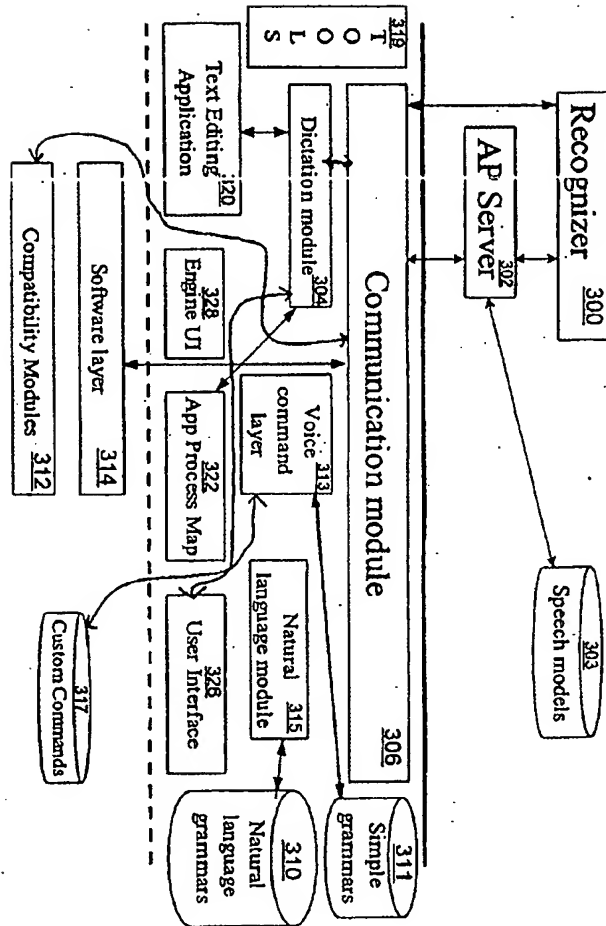 Recognizer
300
AP Server
302
Speech models
303
Communication module
306
T O O L S
319
Dictation module
304
Text Editing
Application
320
Engine UI
328
Voice
command
layer
313
App Process Map
322
Natural
language module
315
User Interface
326
Simple
grammars
311
Natural
language
grammars
310
Software layer
314
Compatibility Modules
312
Custom Commands
317